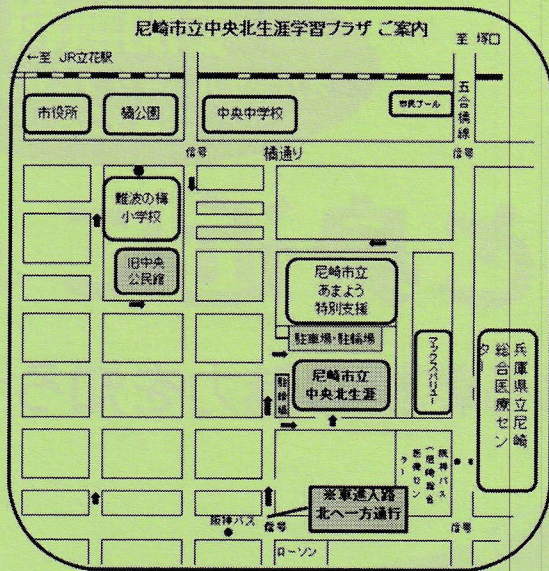 尼崎市立中央北生涯学習プラザ ご案内
至 塚口
←至 JR立花駅
市役所
橘公園
中央中学校
市民プール
五合橋線
信号
橘通り
信号
難波の梅
小学校
旧中央
公民館
尼崎市立
あまよう
特別支援
駐車場・駐輪場
駐輪場
尼崎市立
中央北生涯
マックスバリュー
兵庫県立尼崎
総合医療セン
ター
阪神バス
(尼崎総合
医療セン
ター
※車進入路
北へ一方通行
阪神バス
信号
信号
ローソン